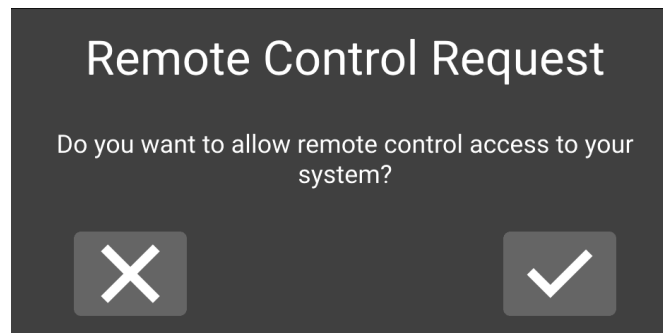 Remote Control Request
Do you want to allow remote control access to your
system?